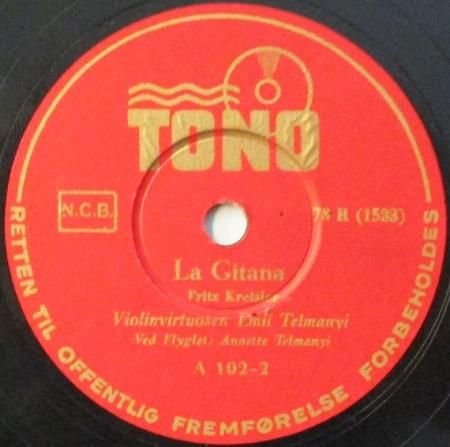 TONO
N.C.B.
78 R (1533)
La Gitana
Fritz Kreisler
Violinvirtuosen Emil Telmanyi
Ved Flyglet: Annette Telmanyi
A 102-2
RETTEN TIL OFFENTLIG FREMFØRELSE FORBEHOLDES